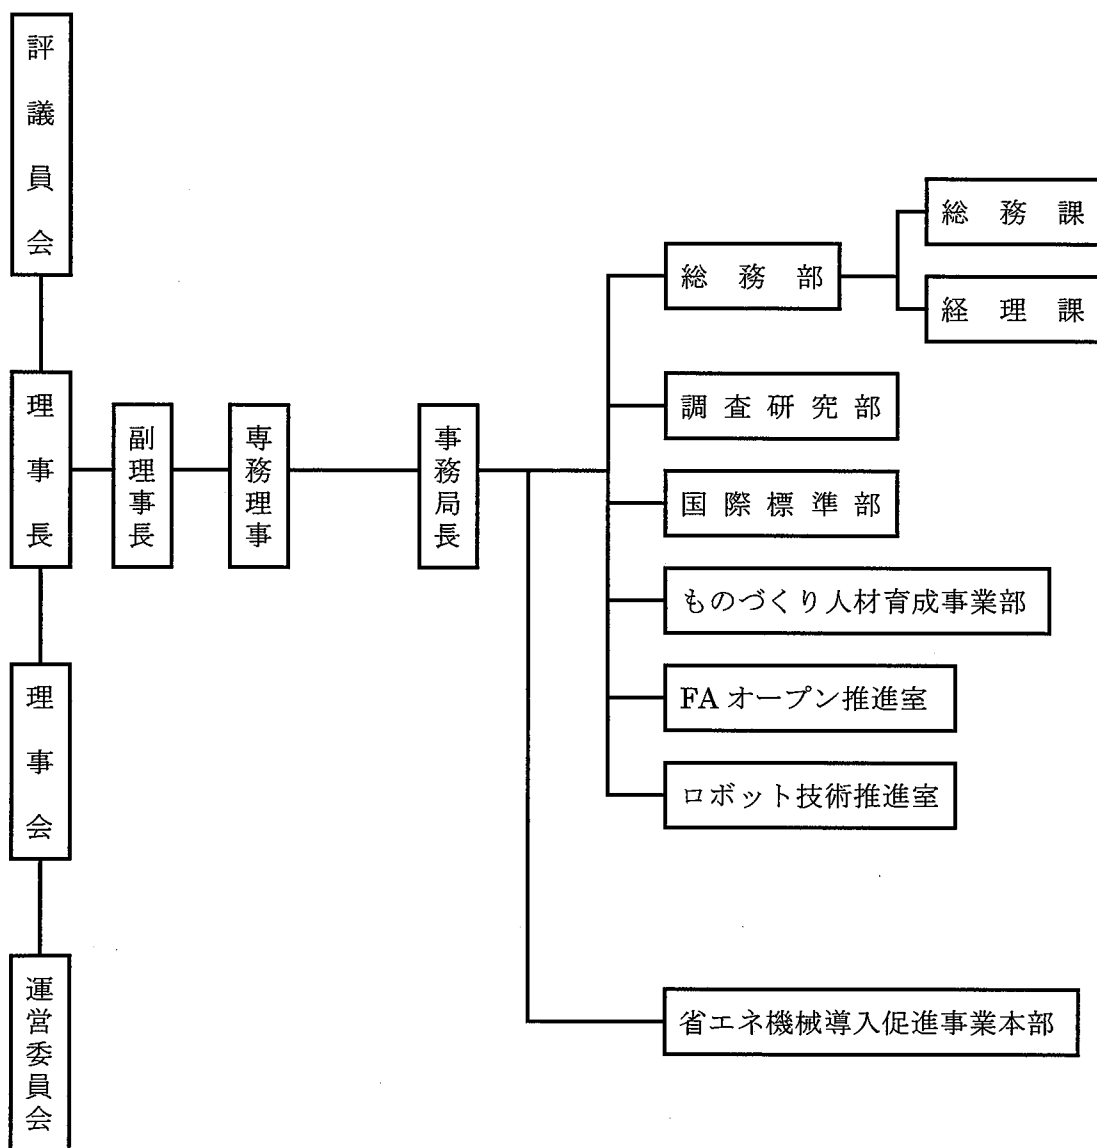 評議員会
理事長
副理事長
専務理事
事務局長
総務部
総務課
経理課
調査研究部
国際標準部
ものづくり人材育成事業部
FAオープン推進室
ロボット技術推進室
理事会
省エネ機械導入促進事業本部
運営委員会